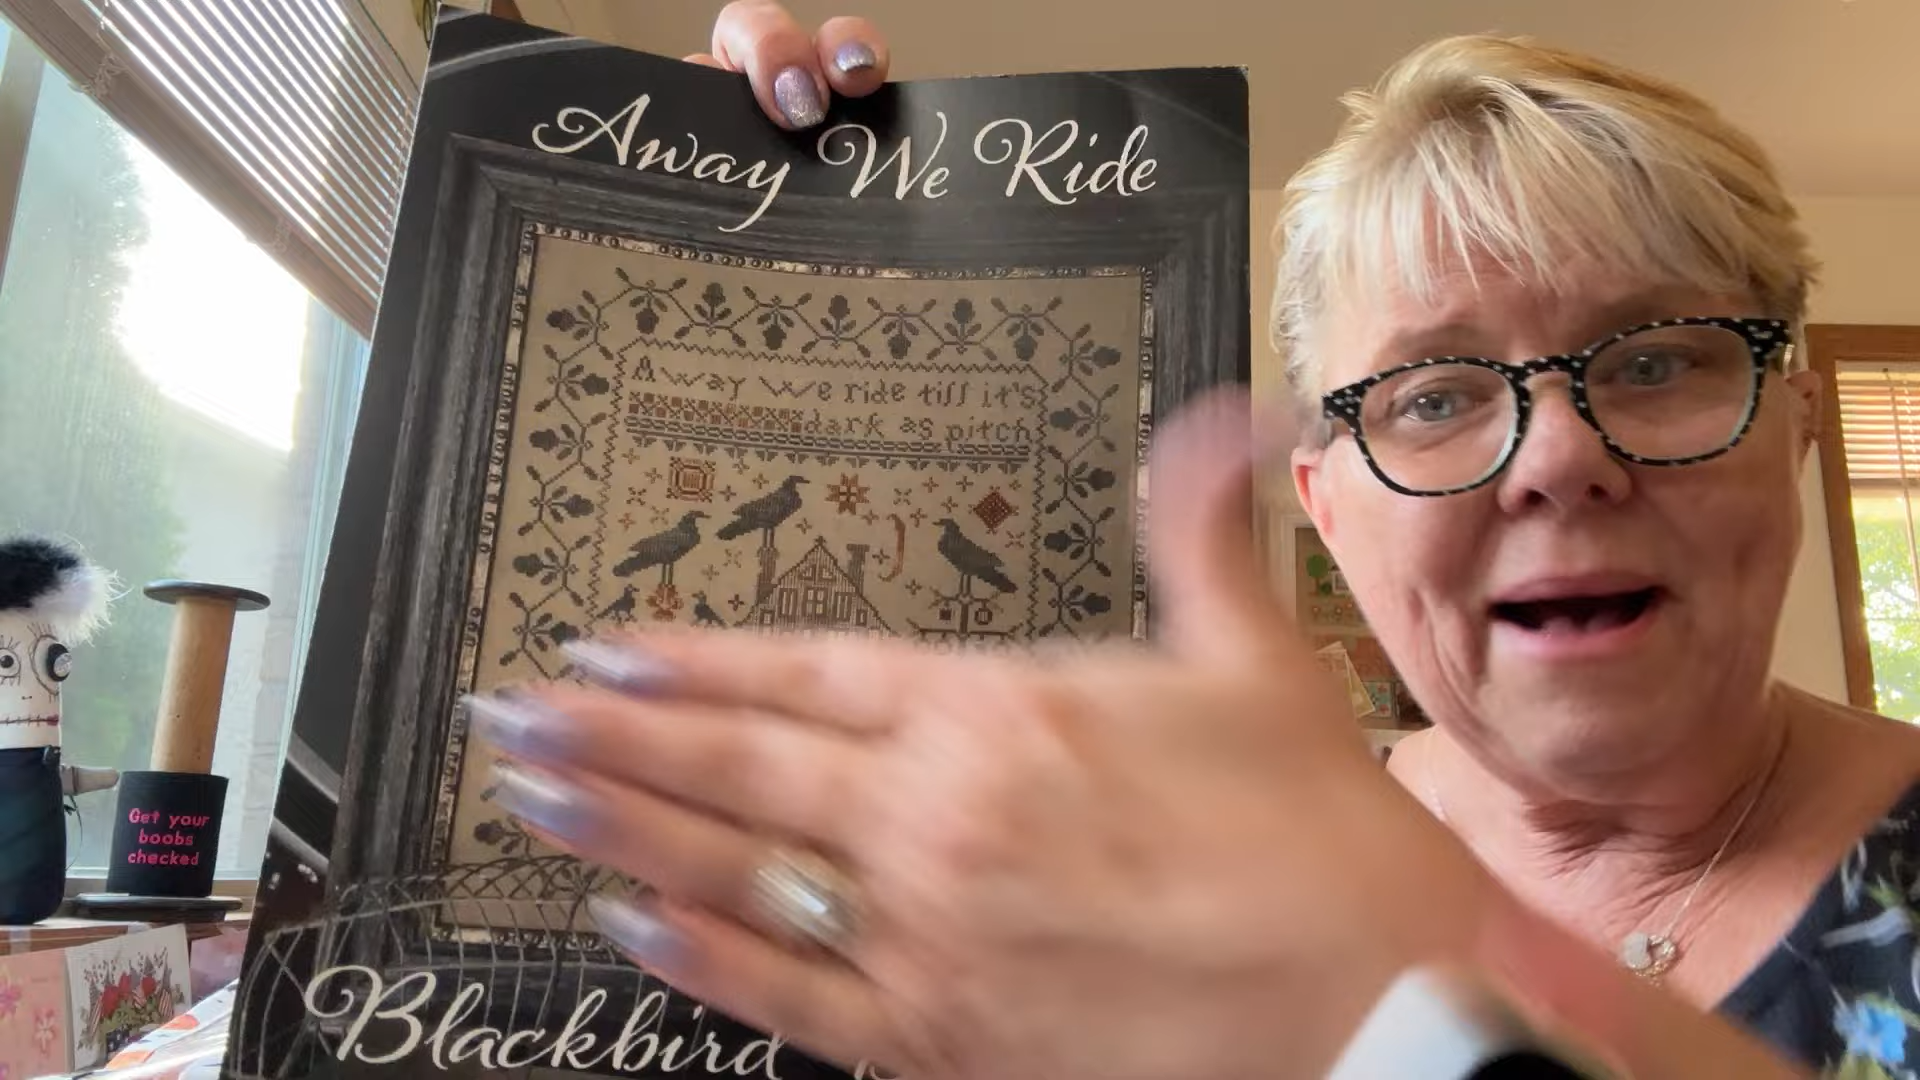 Away We Ride
Away we ride till it's
dark as pitch
Blackbird
Get your
boobs
checked